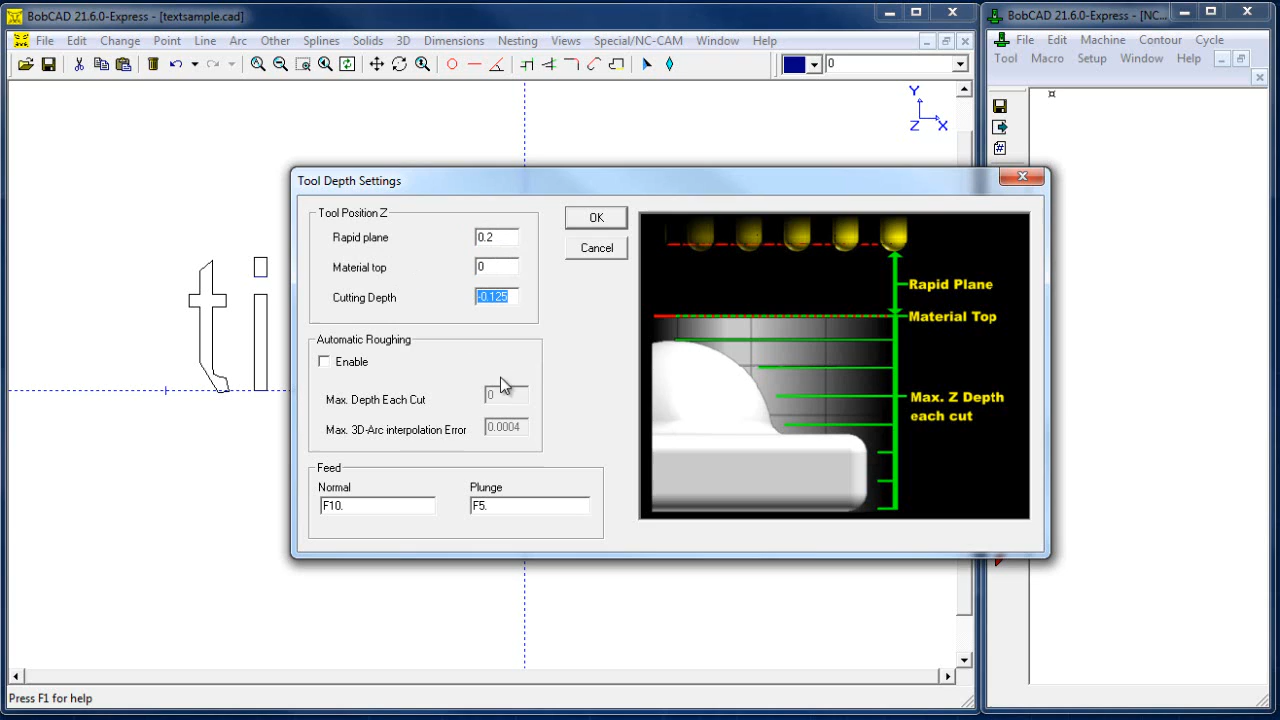 BobCAD 21.6.0-Express - [textsample.cad]
File Edit Change Point Line Arc Other Splines Solids 3D Dimensions Nesting Views Special/NC-CAM Window Help
0
Y
Z X
ti
Tool Depth Settings
Tool Position Z
Rapid plane 0.2
Material top 0
Cutting Depth -0.125
OK
Cancel
Automatic Roughing
Enable
Max. Depth Each Cut 0
Max. 3D-Arc interpolation Error 0.0004
Feed
Normal Plunge
F10. F5.
Rapid Plane
Material Top
Max. Z Depth
each cut
Press F1 for help
BobCAD 21.6.0-Express - [NC...
File Edit Machine Contour Cycle
Tool Macro Setup Window Help